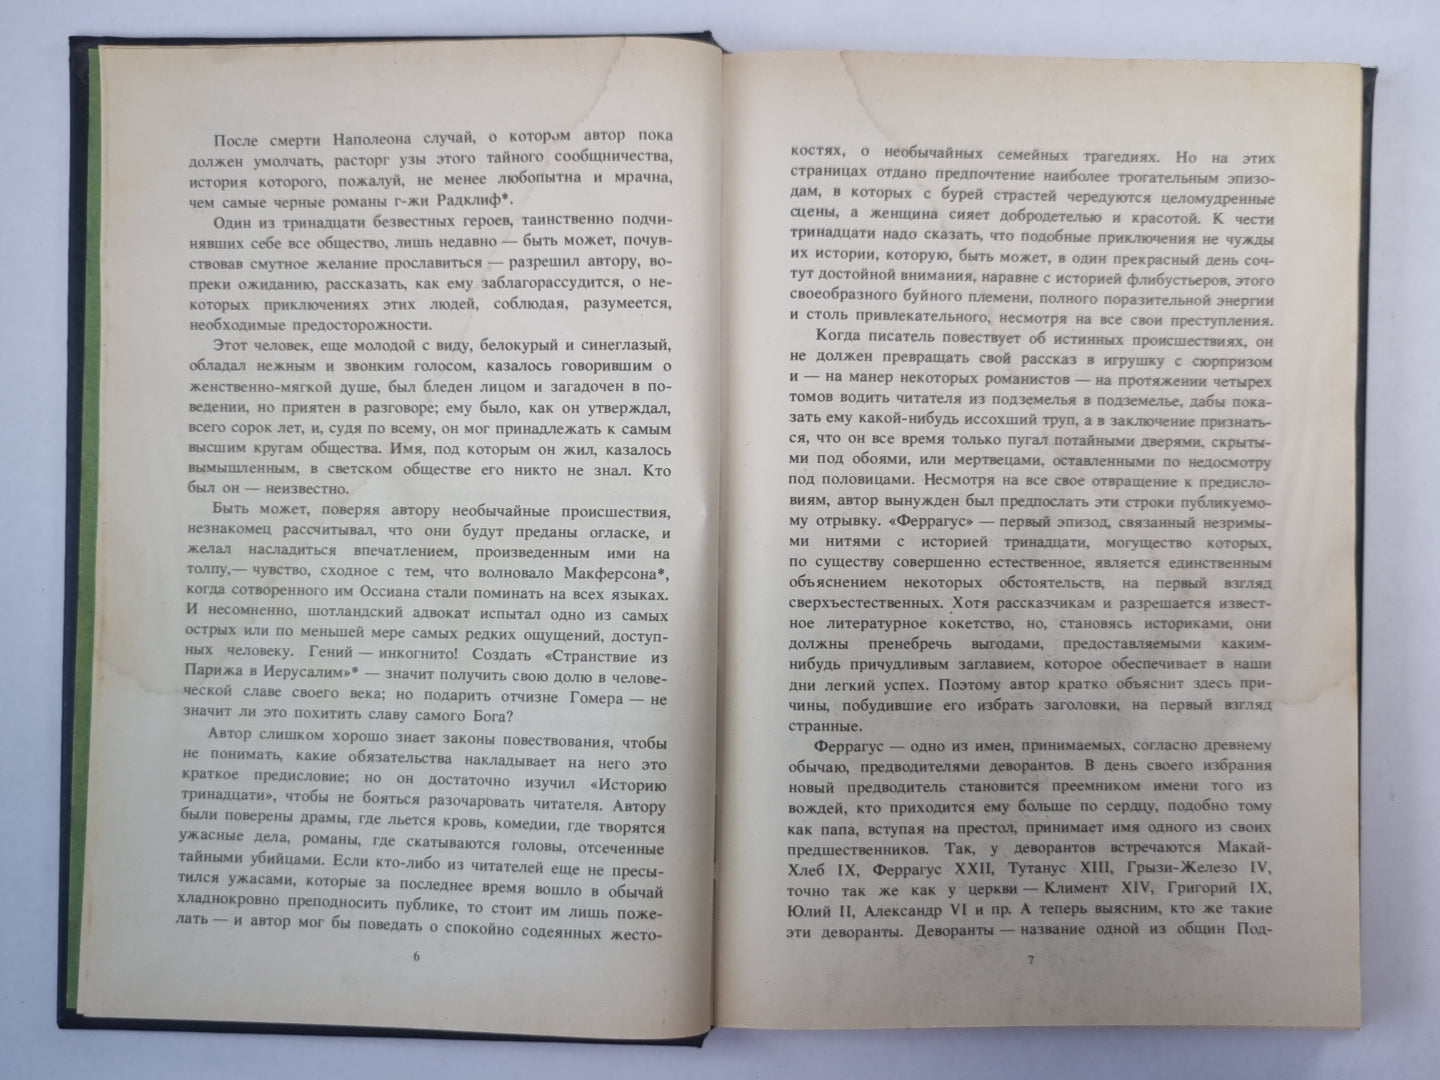 После смерти Наполеона случай, о котором автор пока
должен умолчать, расторг узы этого тайного сообщничества,
история которого, пожалуй, не менее любопытна и мрачна,
чем самые черные романы г-жи Радклиф*.
Один из тринадцати безвестных героев, таинственно подчи-
нявших себе все общество, лишь недавно — быть может, почув-
ствовав смутное желание прославиться — разрешил автору, во-
преки ожиданию, рассказать, как ему заблагорассудится, о не-
которых приключениях этих людей, соблюдая, разумеется,
необходимые предосторожности.
Этот человек, еще молодой с виду, белокурый и синеглазый,
обладал нежным и звонким голосом, казалось говорившим о
женственно-мягкой душе, был бледен лицом и загадочен в по-
ведении, но приятен в разговоре; ему было, как он утверждал,
всего сорок лет, и, судя по всему, он мог принадлежать к самым
высшим кругам общества. Имя, под которым он жил, казалось
вымышленным, в светском обществе его никто не знал. Кто
был он — неизвестно.
Быть может, поверяя автору необычайные происшествия,
незнакомец рассчитывал, что они будут преданы огласке, и
желал насладиться впечатлением, произведенным ими на
толпу,— чувство, сходное с тем, что волновало Макферсона*,
когда сотворенного им Оссиана стали поминать на всех языках.
И несомненно, шотландский адвокат испытал одно из самых
острых или по меньшей мере самых редких ощущений, доступ-
ных человеку. Гений — инкогнито! Создать «Странствие из
Парижа в Иерусалим»* — значит получить свою долю в челове-
ческой славе своего века; но подарить отчизне Гомера — не
значит ли это похитить славу самого Бога?
Автор слишком хорошо знает законы повествования, чтобы
не понимать, какие обязательства накладывает на него это
краткое предисловие; но он достаточно изучил «Историю
тринадцати», чтобы не бояться разочаровать читателя. Автору
были поверены драмы, где льется кровь, комедии, где творятся
ужасные дела, романы, где скатываются головы, отсеченные
тайными убийцами. Если кто-либо из читателей еще не пресы-
тился ужасами, которые за последнее время вошло в обычай
хладнокровно преподносить публике, то стоит им лишь поже-
лать — и автор мог бы поведать о спокойно содеянных жесто-
6
костях, о необычайных семейных трагедиях. Но на этих
страницах отдано предпочтение наиболее трогательным эпизо-
дам, в которых с бурей страстей чередуются целомудренные
сцены, а женщина сияет добродетелью и красотой. К чести
тринадцати надо сказать, что подобные приключения не чужды
их истории, которую, быть может, в один прекрасный день соч-
тут достойной внимания, наравне с историей флибустьеров, этого
своеобразного буйного племени, полного поразительной энергии
и столь привлекательного, несмотря на все свои преступления.
Когда писатель повествует об истинных происшествиях, он
не должен превращать свой рассказ в игрушку с сюрпризом
и — на манер некоторых романистов — на протяжении четырех
томов водить читателя из подземелья в подземелье, дабы пока-
зать ему какой-нибудь иссохший труп, а в заключение признать-
ся, что он все время только пугал потайными дверями, скрыты-
ми под обоями, или мертвецами, оставленными по недосмотру
под половицами. Несмотря на все свое отвращение к предисло-
виям, автор вынужден был предпослать эти строки публикуемо-
му отрывку. «Феррагус» — первый эпизод, связанный незримы-
ми нитями с историей тринадцати, могущество которых,
по существу совершенно естественное, является единственным
объяснением некоторых обстоятельств, на первый взгляд
сверхъестественных. Хотя рассказчикам и разрешается извест-
ное литературное кокетство, но, становясь историками, они
должны пренебречь выгодами, предоставляемыми каким-
нибудь причудливым заглавием, которое обеспечивает в наши
дни легкий успех. Поэтому автор кратко объяснит здесь при-
чины, побудившие его избрать заголовки, на первый взгляд
странные.
Феррагус — одно из имен, принимаемых, согласно древнему
обычаю, предводителями деворантов. В день своего избрания
новый предводитель становится преемником имени того из
вождей, кто приходится ему больше по сердцу, подобно тому
как папа, вступая на престол, принимает имя одного из своих
предшественников. Так, у деворантов встречаются Макай-
Хлеб IX, Феррагус XXII, Тутанус XIII, Грызи-Железо IV,
точно так же как у церкви — Климент XIV, Григорий IX,
Юлий II, Александр VI и пр. А теперь выясним, кто же такие
эти деворанты. Деворанты — название одной из общин Под-
7